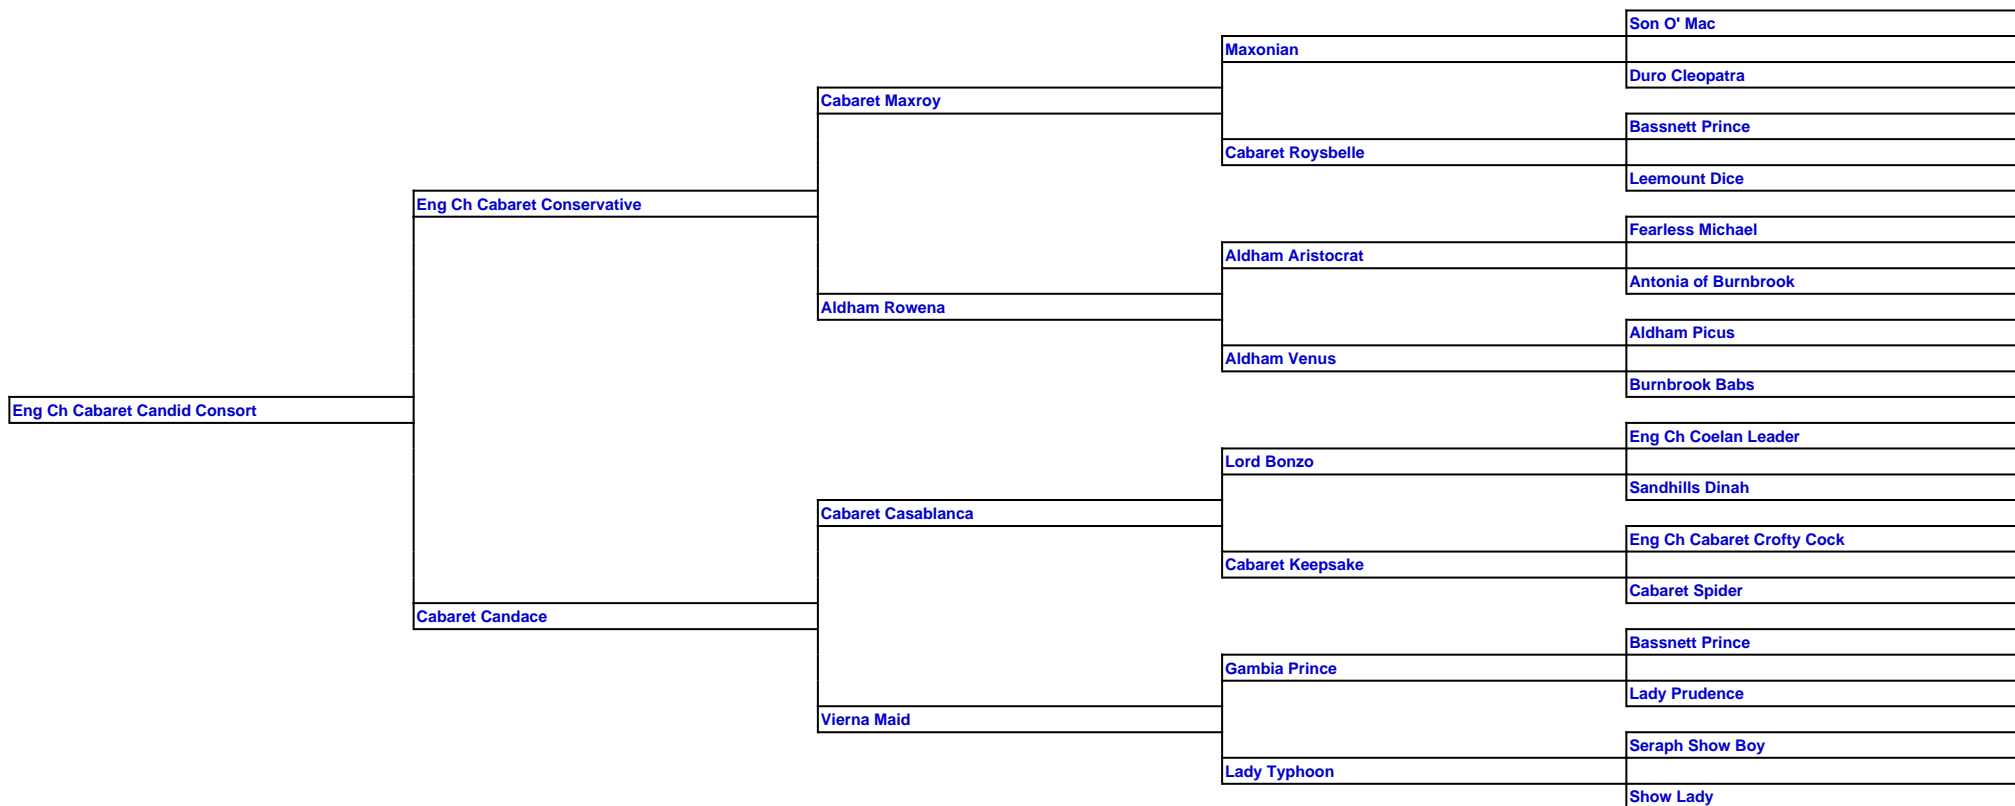 Son O' Mac
Maxonian
Duro Cleopatra
Cabaret Maxroy
Bassnett Prince
Cabaret Roysbelle
Leemount Dice
Eng Ch Cabaret Conservative
Fearless Michael
Aldham Aristocrat
Antonia of Burnbrook
Aldham Rowena
Aldham Picus
Aldham Venus
Burnbrook Babs
Eng Ch Cabaret Candid Consort
Eng Ch Coelan Leader
Lord Bonzo
Sandhills Dinah
Cabaret Casablanca
Eng Ch Cabaret Crofty Cock
Cabaret Keepsake
Cabaret Spider
Cabaret Candace
Bassnett Prince
Gambia Prince
Lady Prudence
Vierna Maid
Seraph Show Boy
Lady Typhoon
Show Lady